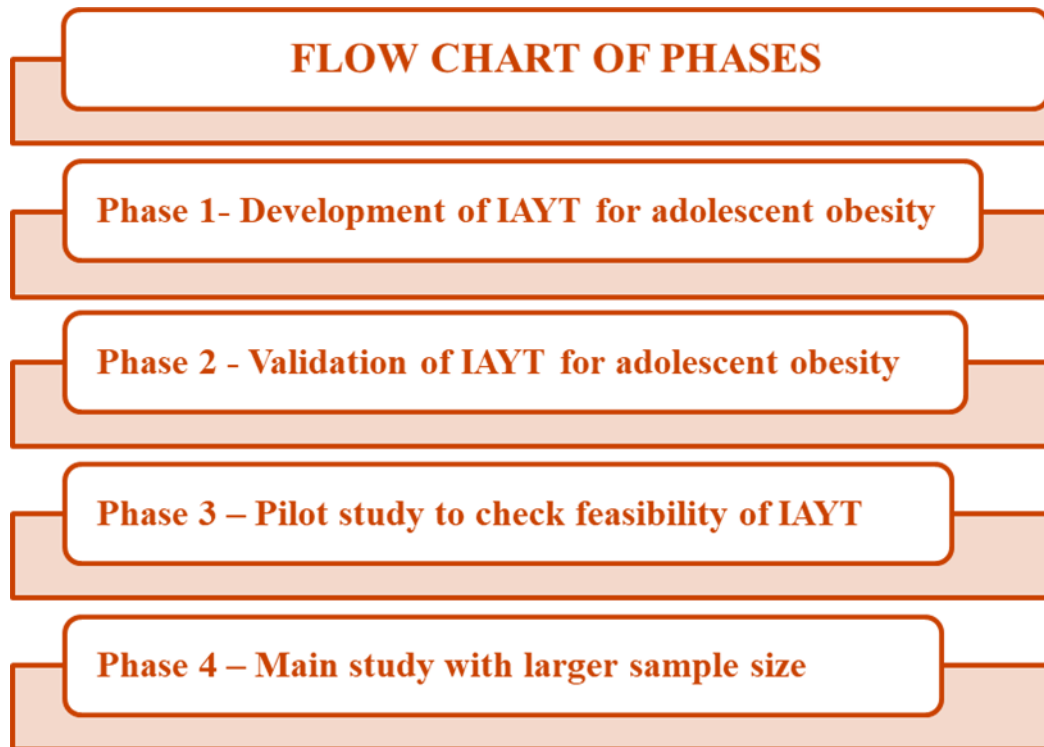 FLOW CHART OF PHASES
Phase 1- Development of IAYT for adolescent obesity
Phase 2 - Validation of IAYT for adolescent obesity
Phase 3 – Pilot study to check feasibility of IAYT
Phase 4 – Main study with larger sample size